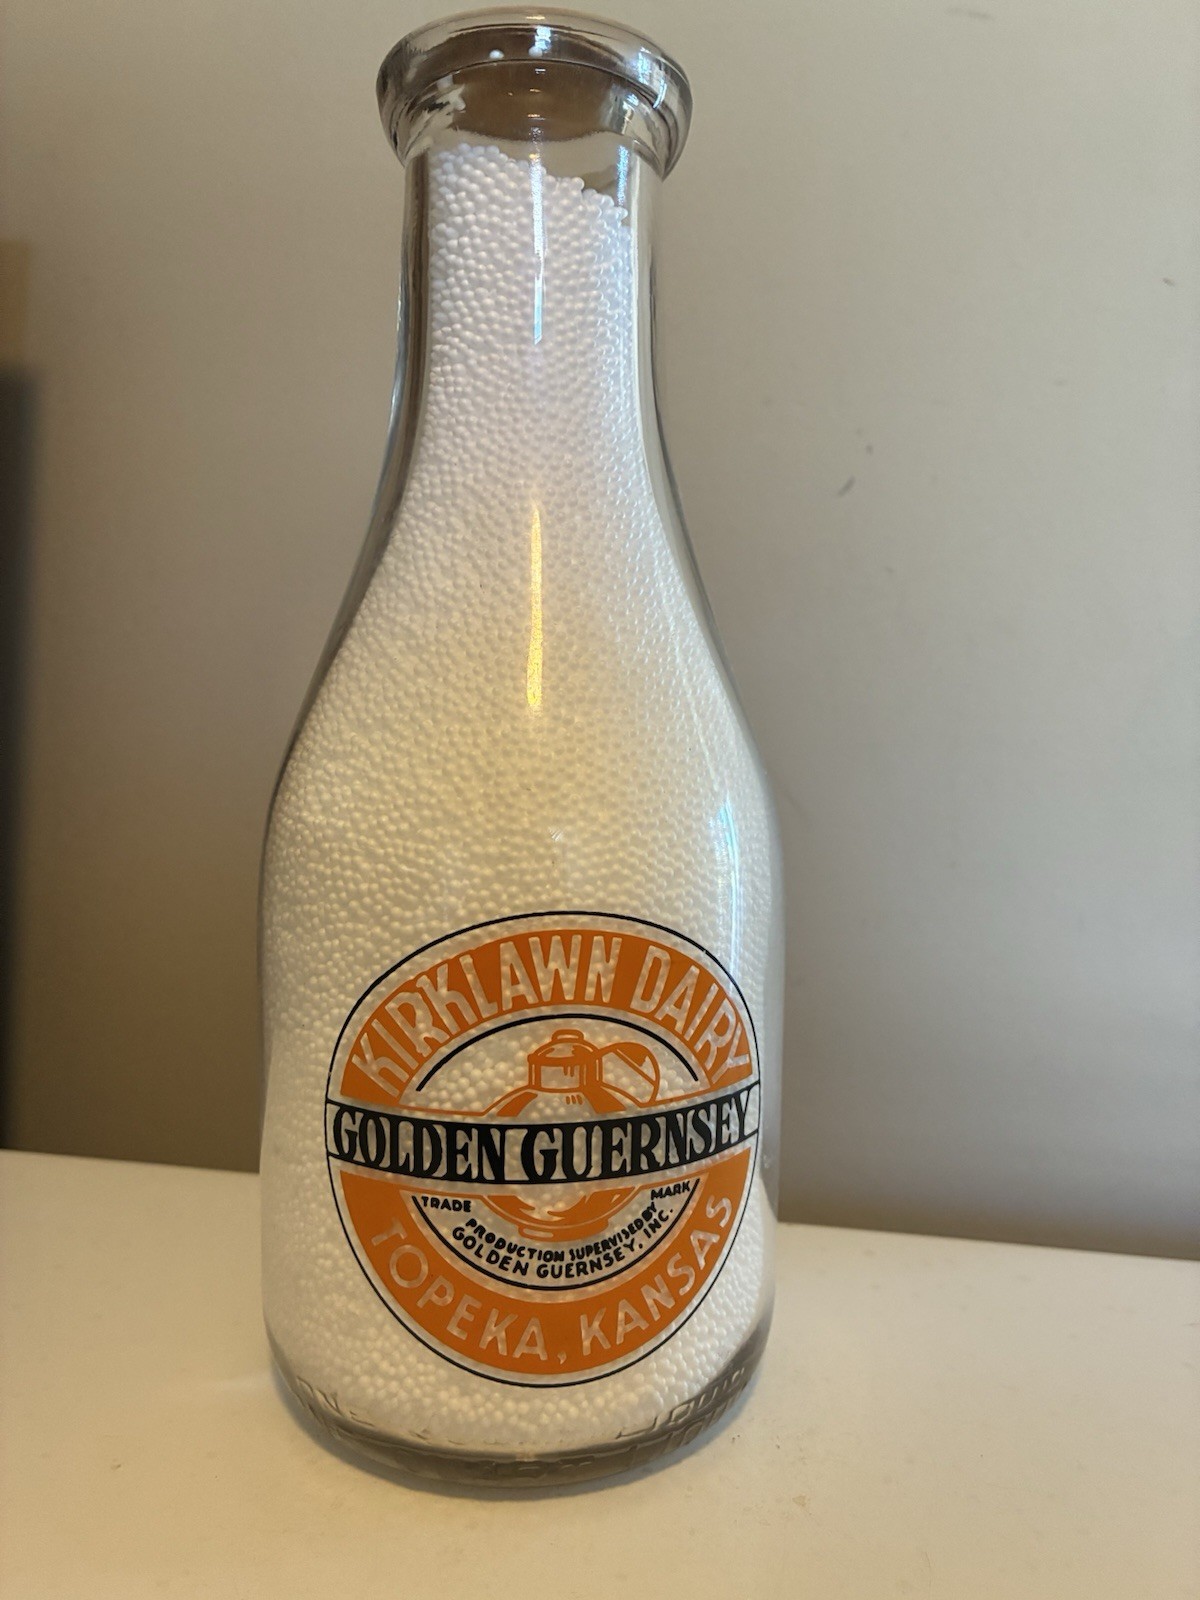 KIRKLAWN DAIRY
GOLDEN GUERNSEY
TRADE MARK
PRODUCTION SUPERVISED BY
GOLDEN GUERNSEY, INC.
TOPEKA, KANSAS